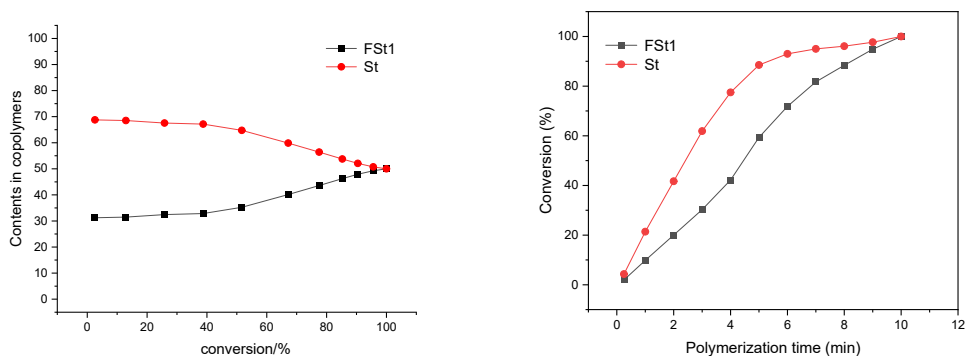 Contents in copolymers
100
90
80
70
60
50
40
30
20
10
0
FSt1
St
0 20 40 60 80 100
conversion/%
Conversion (%)
100
80
60
40
20
0
FSt1
St
0 2 4 6 8 10 12
Polymerization time (min)